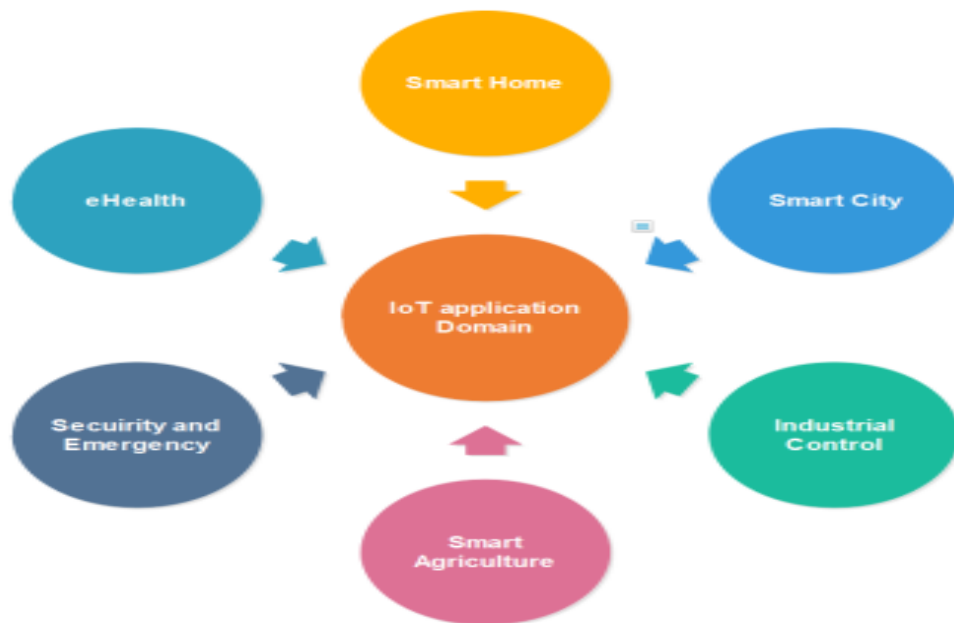 Smart Home
eHealth
Smart City
IoT application
Domain
Secuirity and
Emergency
Industrial
Control
Smart
Agriculture